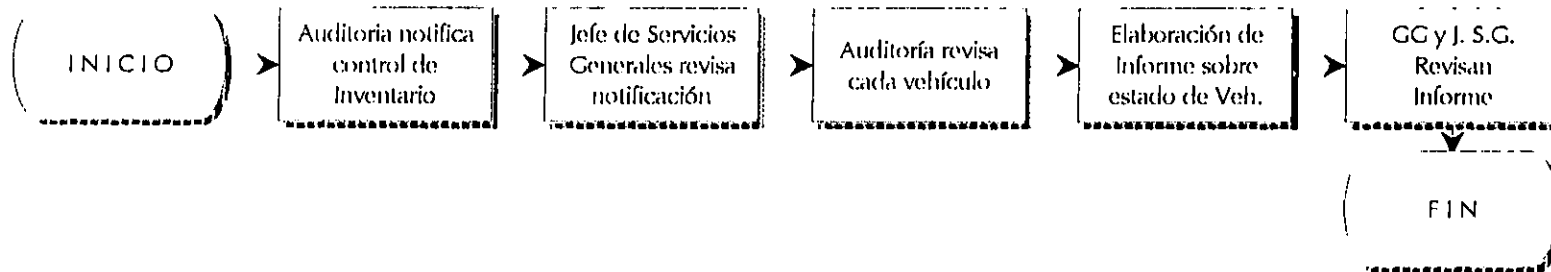 INICIO
Auditoria notifica
control de
Inventario
Jefe de Servicios
Generales revisa
notificación
Auditoría revisa
cada vehículo
Elaboración de
Informe sobre
estado de Veh.
GG y J. S.G.
Revisan
Informe
FIN